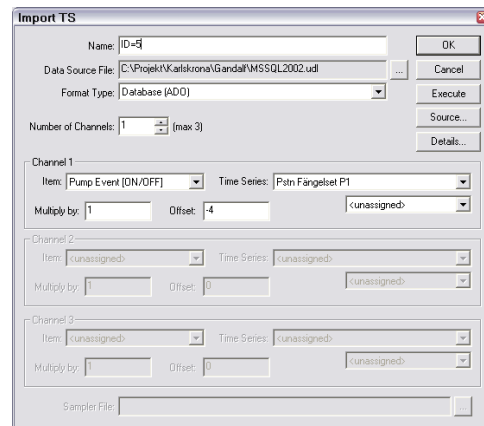 Import TS
Name: ID=5
OK
Data Source File: C:\Projekt\Karlskrona\Gandalf\MSSQL2002.udl ... Cancel
Format Type: Database (ADO) Execute
Number of Channels: 1 (max 3) Source...
Details...
Channel 1
Item: Pump Event [ON/OFF] Time Series: Pstn Fängelset P1
Multiply by: 1 Offset: -4 <unassigned>
Channel 2
Item: <unassigned> Time Series: <unassigned>
Multiply by: 1 Offset: 0 <unassigned>
Channel 3
Item: <unassigned> Time Series: <unassigned>
Multiply by: 1 Offset: 0 <unassigned>
Sampler File: ...